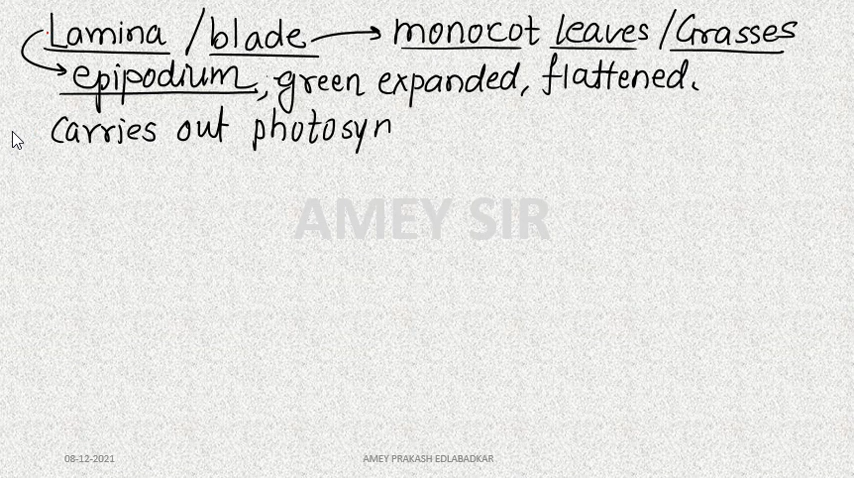 Lamina / blade → monocot leaves / Grasses
→ epipodium, green expanded, flattened.
Carries out photosyn
AMEY SIR
08-12-2021
AMEY PRAKASH EDLABADKAR